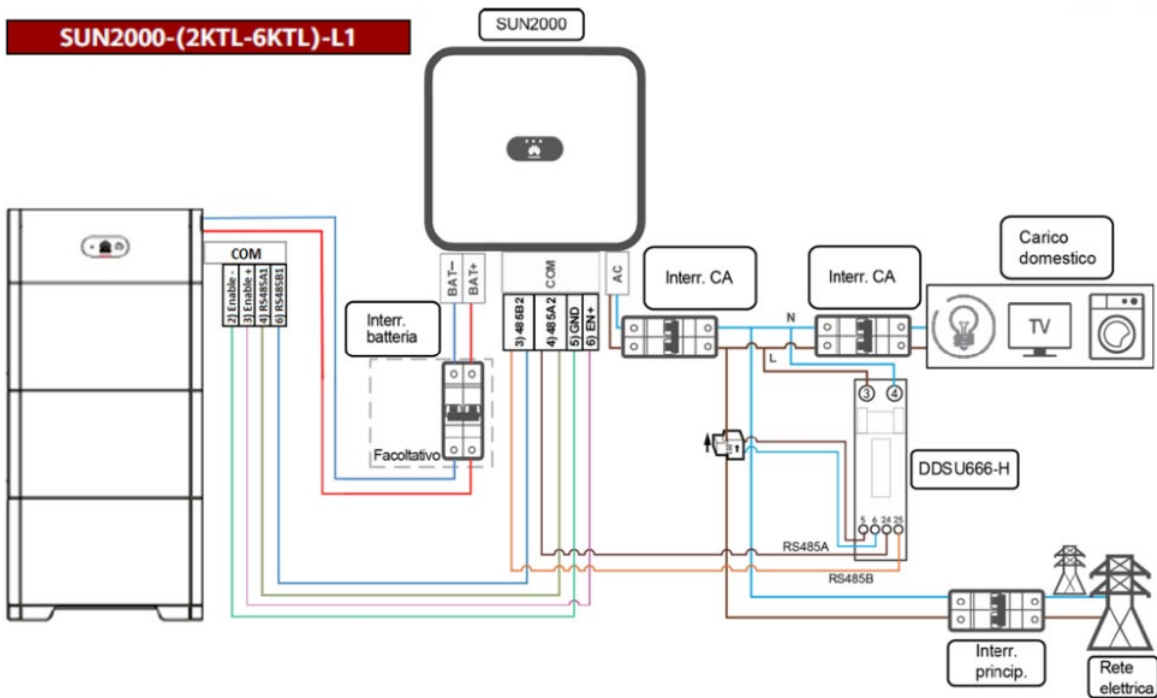 SUN2000-(2KTL-6KTL)-L1
SUN2000
COM
2) Enable -
3) Enable +
4) RS485A1
6) RS485B1
BAT−
BAT+
COM
3) 485B2
4) 485A2
5) GND
6) EN+
AC
Interr. CA
Interr. CA
Carico
domestico
Interr.
batteria
Facoltativo
N
L
TV
3
4
DDSU666-H
5
6
24
25
RS485A
RS485B
Interr.
princip.
Rete
elettrica